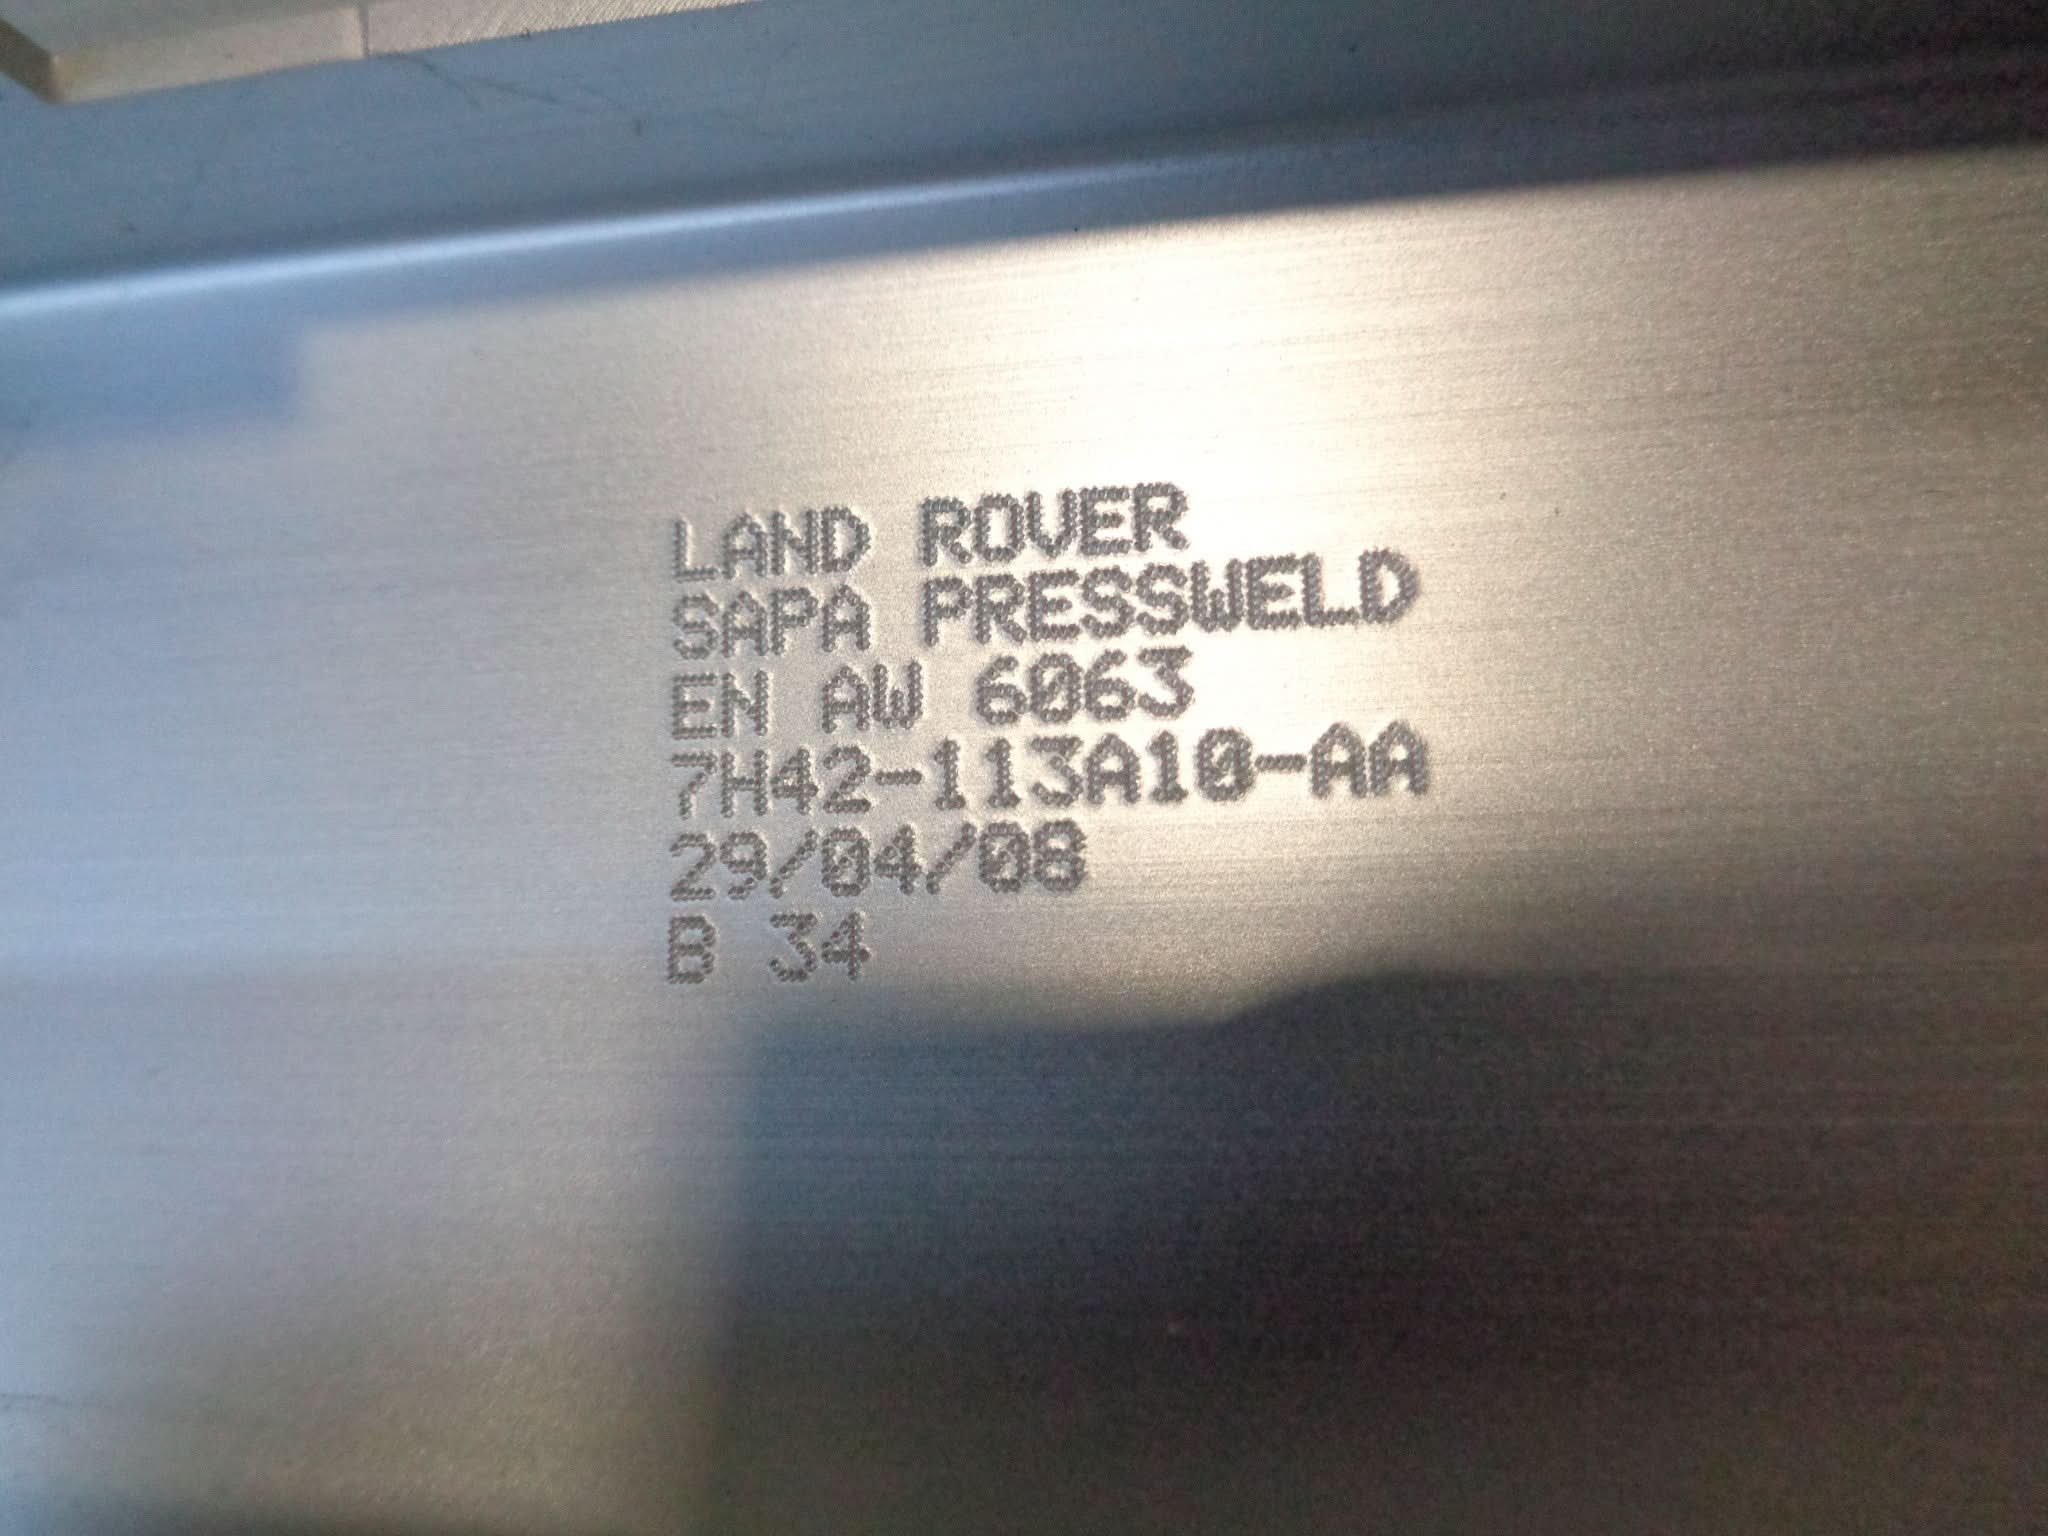 LAND ROVER
SAPA PRESSWELD
EN AW 6063
7H42-113A10-AA
29/04/08
B 34